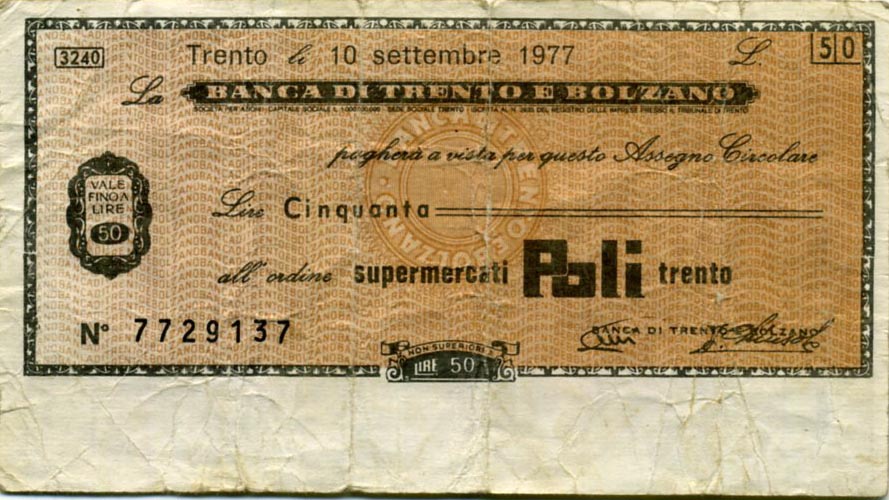 3240
Trento li 10 settembre 1977
L. 50
La BANCA DI TRENTO E BOLZANO
pagherà a vista per questo Assegno Circolare
VALE
FINO A
LIRE
50
Lire Cinquanta
all'ordine supermercati Poli trento
N° 7729137
BANCA DI TRENTO E BOLZANO
NON SUPERIORE A
LIRE 50